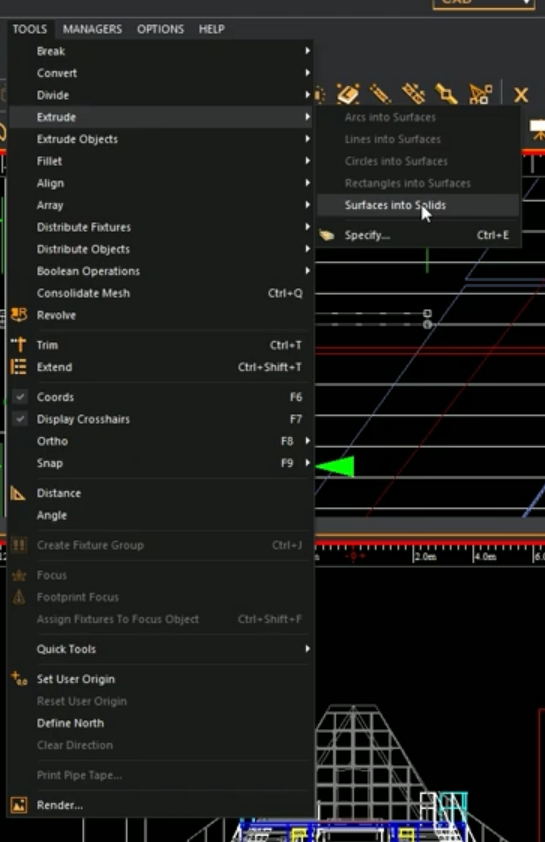 CAD
TOOLS MANAGERS OPTIONS HELP
Break
Convert
Divide
Extrude
Extrude Objects
Fillet
Align
Array
Distribute Fixtures
Distribute Objects
Boolean Operations
Consolidate Mesh Ctrl+Q
Revolve
Trim Ctrl+T
Extend Ctrl+Shift+T
Coords F6
Display Crosshairs F7
Ortho F8
Snap F9
Distance
Angle
Create Fixture Group Ctrl+J
Focus
Footprint Focus
Assign Fixtures To Focus Object Ctrl+Shift+F
Quick Tools
Set User Origin
Reset User Origin
Define North
Clear Direction
Print Pipe Tape...
Render...
Arcs into Surfaces
Lines into Surfaces
Circles into Surfaces
Rectangles into Surfaces
Surfaces into Solids
Specify... Ctrl+E
-0- 2.0m 4.0m